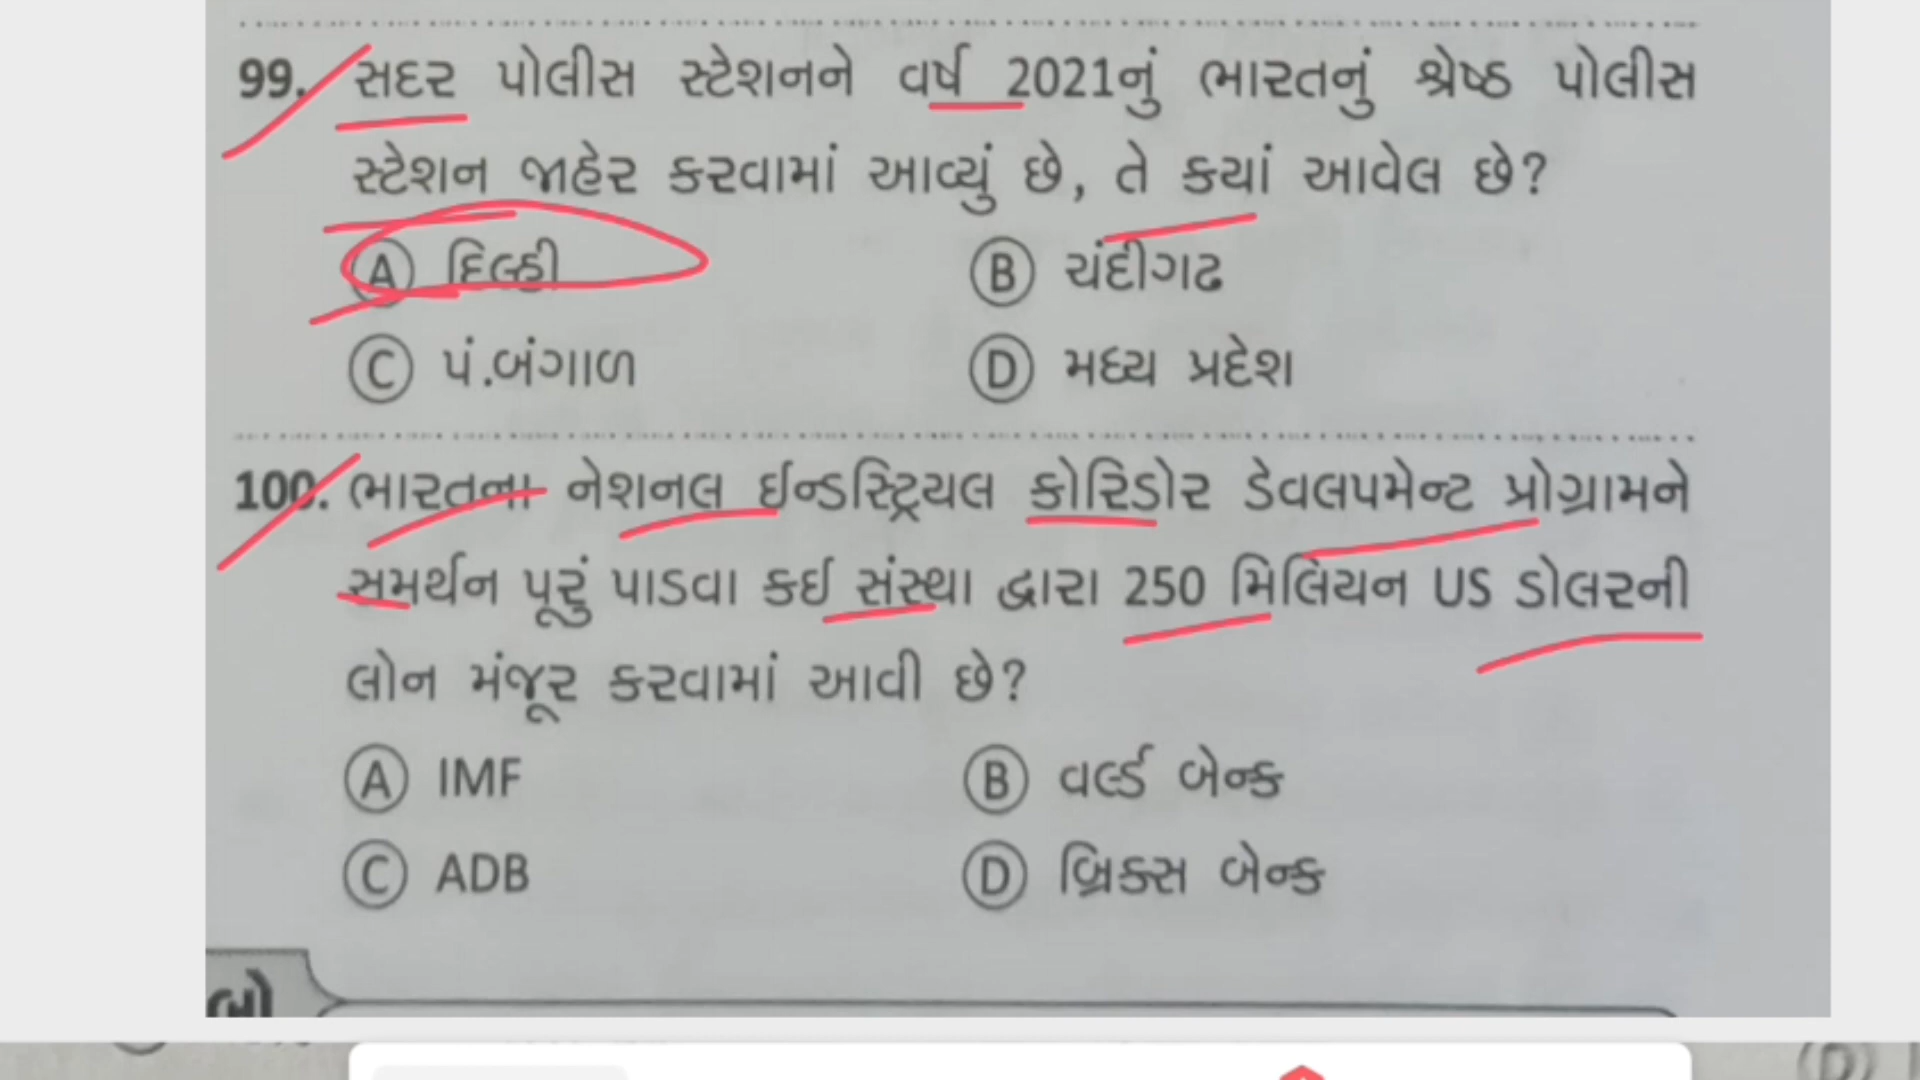 99. સદર પોલીસ સ્ટેશનને વર્ષ 2021નું ભારતનું શ્રેષ્ઠ પોલીસ
સ્ટેશન જાહેર કરવામાં આવ્યું છે, તે કયાં આવેલ છે?
Ⓐ દિલ્હી Ⓑ ચંદીગઢ
Ⓒ પં.બંગાળ Ⓓ મધ્ય પ્રદેશ
100. ભારતના નેશનલ ઈન્ડસ્ટ્રિયલ કોરિડોર ડેવલપમેન્ટ પ્રોગ્રામને
સમર્થન પૂરું પાડવા કઈ સંસ્થા દ્વારા 250 મિલિયન US ડોલરની
લોન મંજૂર કરવામાં આવી છે?
Ⓐ IMF Ⓑ વર્લ્ડ બેન્ક
Ⓒ ADB Ⓓ બ્રિક્સ બેન્ક